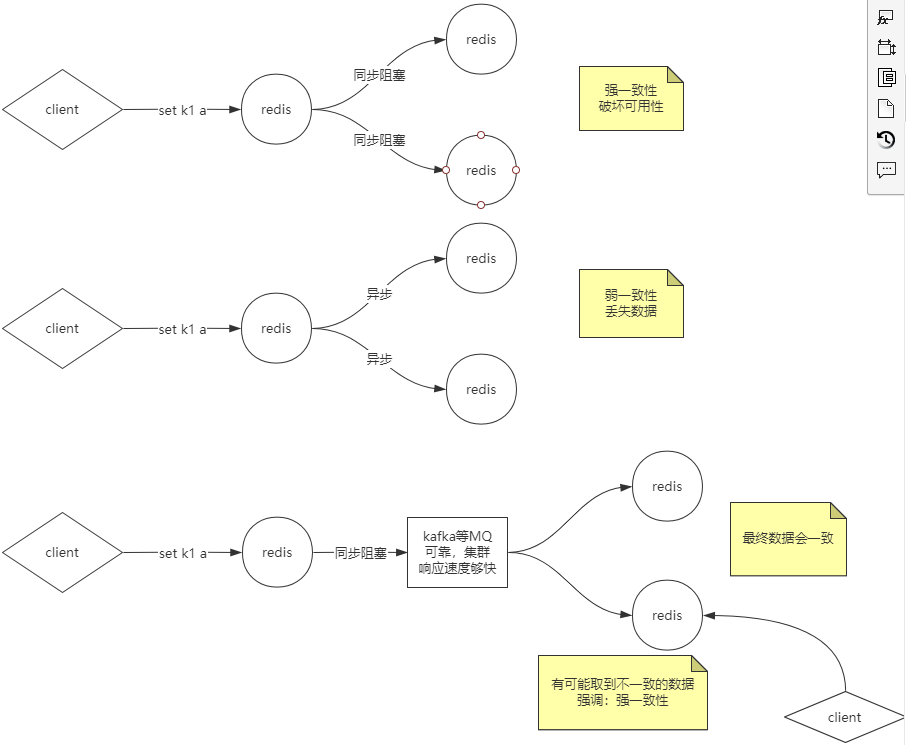 redis
同步阻塞
client
set k1 a
redis
强一致性
破坏可用性
同步阻塞
redis
redis
异步
client
set k1 a
redis
弱一致性
丢失数据
异步
redis
redis
client
set k1 a
redis
同步阻塞
kafka等MQ
可靠，集群
响应速度够快
最终数据会一致
redis
有可能取到不一致的数据
强调：强一致性
client